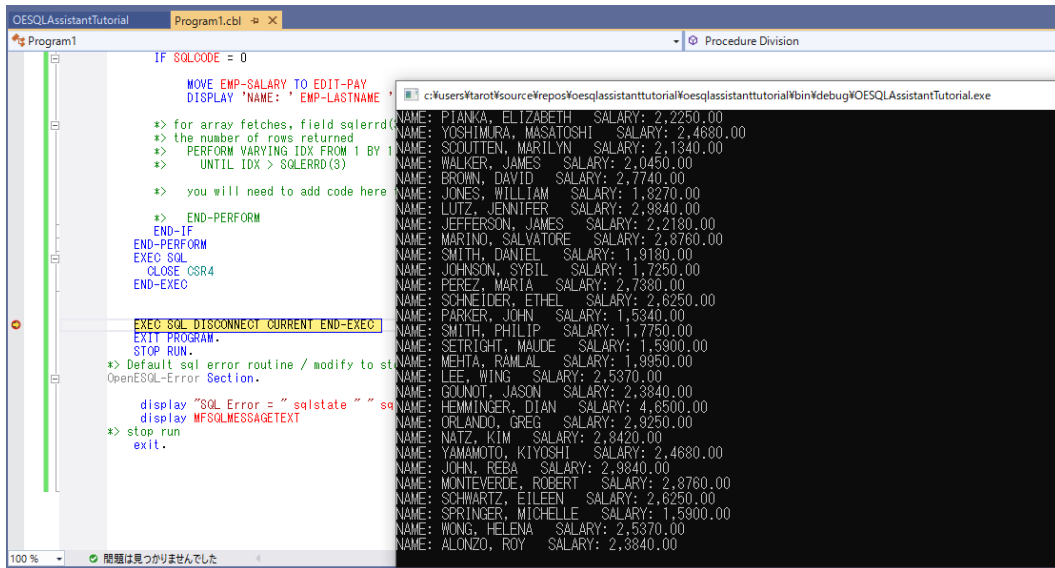 OESQLAssistantTutorial
Program1.cbl
Program1
Procedure Division
IF SQLCODE = 0
MOVE EMP-SALARY TO EDIT-PAY
DISPLAY 'NAME: ' EMP-LASTNAME '
*> for array fetches, field sqlerrd(
*> the number of rows returned
*> PERFORM VARYING IDX FROM 1 BY 1
*> UNTIL IDX > SQLERRD(3)
*> you will need to add code here
*> END-PERFORM
END-IF
END-PERFORM
EXEC SQL
CLOSE CSR4
END-EXEC
EXEC SQL DISCONNECT CURRENT END-EXEC
EXIT PROGRAM.
STOP RUN.
*> Default sql error routine / modify to st
OpenESQL-Error Section.
display "SQL Error = " sqlstate " " sq
display MFSQLMESSAGETEXT
*> stop run
exit.
100 %
問題は見つかりませんでした
c:¥users¥tarot¥source¥repos¥oesqlassistanttutorial¥oesqlassistanttutorial¥bin¥debug¥OESQLAssistantTutorial.exe
NAME: PIANKA, ELIZABETH SALARY: 2,2250.00
NAME: YOSHIMURA, MASATOSHI SALARY: 2,4680.00
NAME: SCOUTTEN, MARILYN SALARY: 2,1340.00
NAME: WALKER, JAMES SALARY: 2,0450.00
NAME: BROWN, DAVID SALARY: 2,7740.00
NAME: JONES, WILLIAM SALARY: 1,8270.00
NAME: LUTZ, JENNIFER SALARY: 2,9840.00
NAME: JEFFERSON, JAMES SALARY: 2,2180.00
NAME: MARINO, SALVATORE SALARY: 2,8760.00
NAME: SMITH, DANIEL SALARY: 1,9180.00
NAME: JOHNSON, SYBIL SALARY: 1,7250.00
NAME: PEREZ, MARIA SALARY: 2,7380.00
NAME: SCHNEIDER, ETHEL SALARY: 2,6250.00
NAME: PARKER, JOHN SALARY: 1,5340.00
NAME: SMITH, PHILIP SALARY: 1,7750.00
NAME: SETRIGHT, MAUDE SALARY: 1,5900.00
NAME: MEHTA, RAMLAL SALARY: 1,9950.00
NAME: LEE, WING SALARY: 2,5370.00
NAME: GOUNOT, JASON SALARY: 2,3840.00
NAME: HEMMINGER, DIAN SALARY: 4,6500.00
NAME: ORLANDO, GREG SALARY: 2,9250.00
NAME: NATZ, KIM SALARY: 2,8420.00
NAME: YAMAMOTO, KIYOSHI SALARY: 2,4680.00
NAME: JOHN, REBA SALARY: 2,9840.00
NAME: MONTEVERDE, ROBERT SALARY: 2,8760.00
NAME: SCHWARTZ, EILEEN SALARY: 2,6250.00
NAME: SPRINGER, MICHELLE SALARY: 1,5900.00
NAME: WONG, HELENA SALARY: 2,5370.00
NAME: ALONZO, ROY SALARY: 2,3840.00